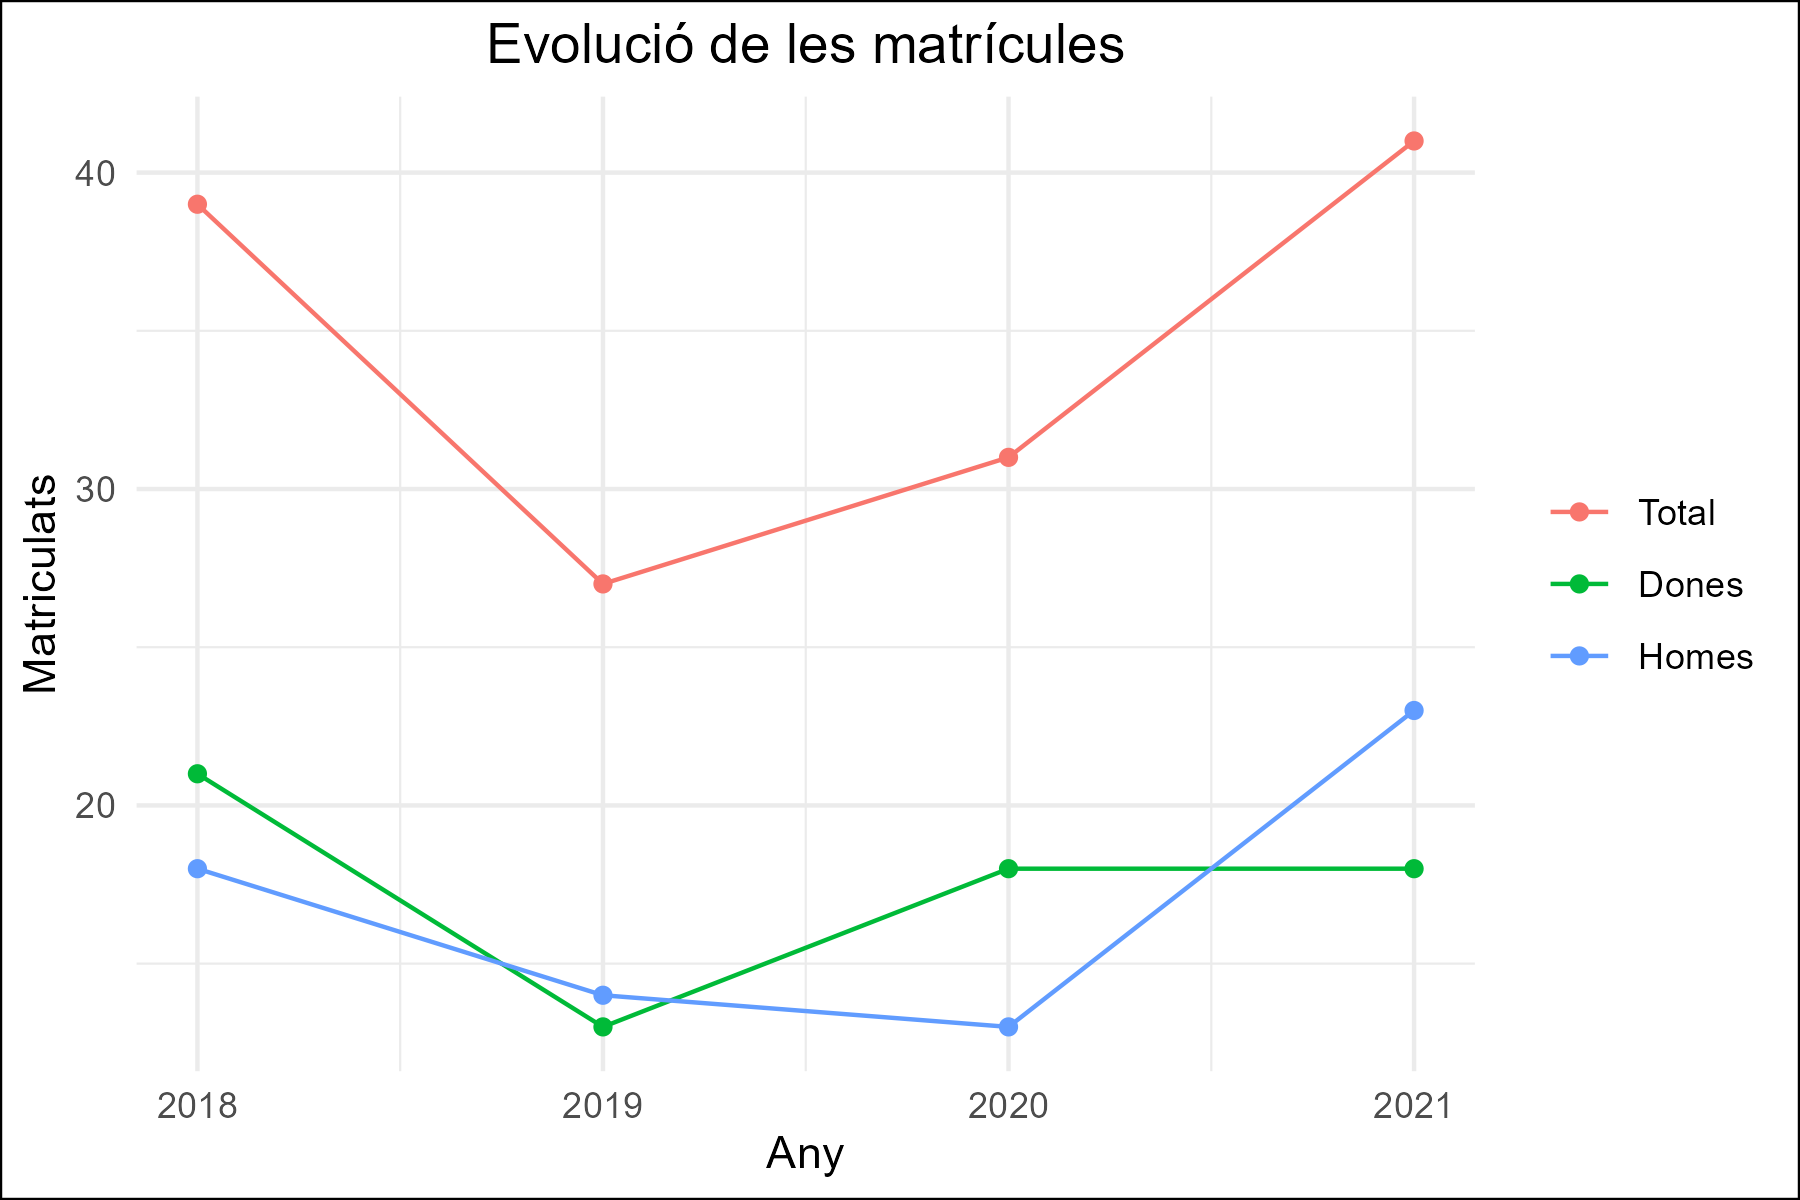 Evolució de les matrícules
Matriculats
40
30
20
2018
2019
2020
2021
Any
Total
Dones
Homes